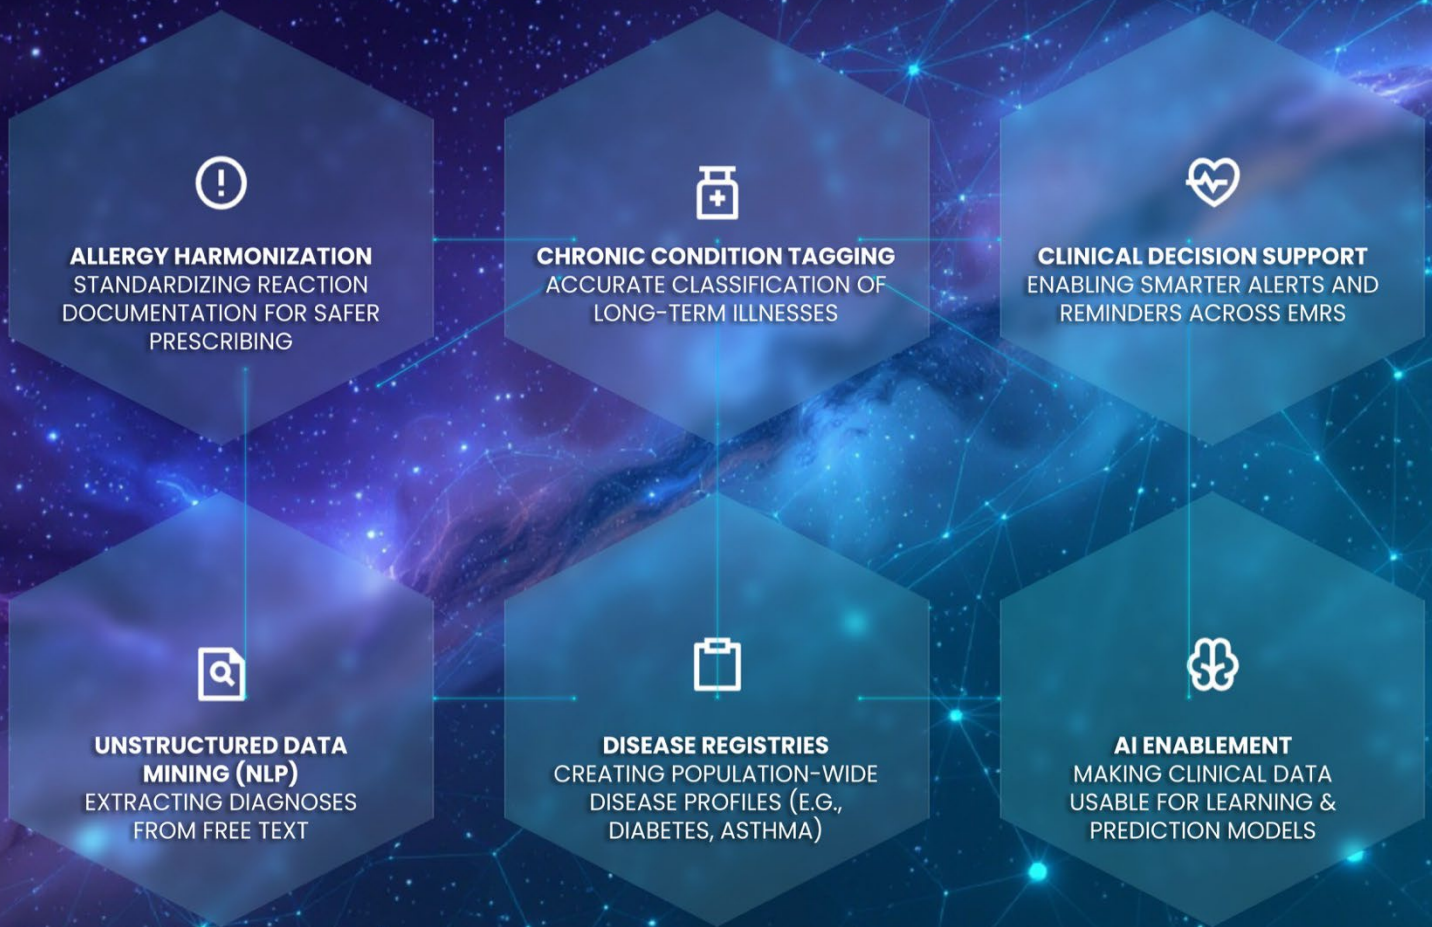 ALLERGY HARMONIZATION
STANDARDIZING REACTION
DOCUMENTATION FOR SAFER
PRESCRIBING
CHRONIC CONDITION TAGGING
ACCURATE CLASSIFICATION OF
LONG-TERM ILLNESSES
CLINICAL DECISION SUPPORT
ENABLING SMARTER ALERTS AND
REMINDERS ACROSS EMRS
UNSTRUCTURED DATA
MINING (NLP)
EXTRACTING DIAGNOSES
FROM FREE TEXT
DISEASE REGISTRIES
CREATING POPULATION-WIDE
DISEASE PROFILES (E.G.,
DIABETES, ASTHMA)
AI ENABLEMENT
MAKING CLINICAL DATA
USABLE FOR LEARNING &
PREDICTION MODELS